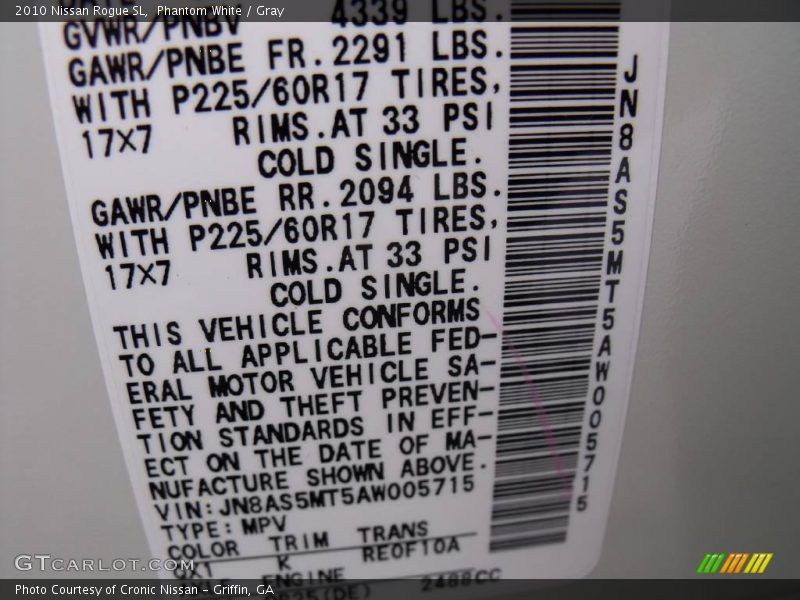 2010 Nissan Rogue SL,  Phantom White / Gray
GVWR/PNBV 4339 LBS.
GAWR/PNBE FR.2291 LBS.
WITH P225/60R17 TIRES,
17X7 RIMS.AT 33 PSI
COLD SINGLE.
GAWR/PNBE RR.2094 LBS.
WITH P225/60R17 TIRES,
17X7 RIMS.AT 33 PSI
COLD SINGLE.
THIS VEHICLE CONFORMS
TO ALL APPLICABLE FED-
ERAL MOTOR VEHICLE SA-
FETY AND THEFT PREVEN-
TION STANDARDS IN EFF-
ECT ON THE DATE OF MA-
NUFACTURE SHOWN ABOVE.
VIN:JN8AS5MT5AW005715
TYPE:MPV
COLOR TRIM TRANS
QX1 K RE0F10A
ENGINE
2488CC
JN8AS5MT5AW005715
GTCARLOT.COM
Photo Courtesy of Cronic Nissan - Griffin, GA